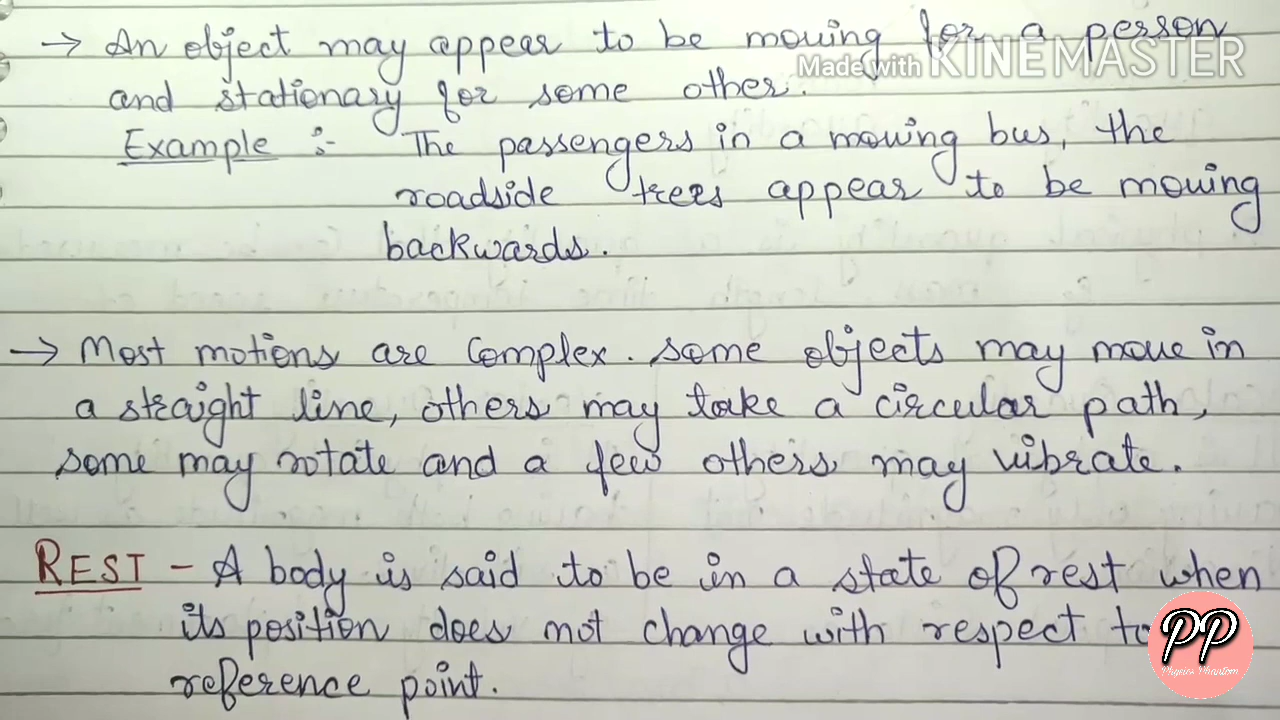 → An object may appear to be moving for a person
Made with KINEMASTER
and stationary for some other.
Example :- The passengers in a moving bus, the
roadside trees appear to be moving
backwards.
→ Most motions are complex. Some objects may move in
a straight line, others may take a circular path,
some may rotate and a few others may vibrate.
REST - A body is said to be in a state of rest when
its position does not change with respect to
reference point.
PP
Physics Phantom